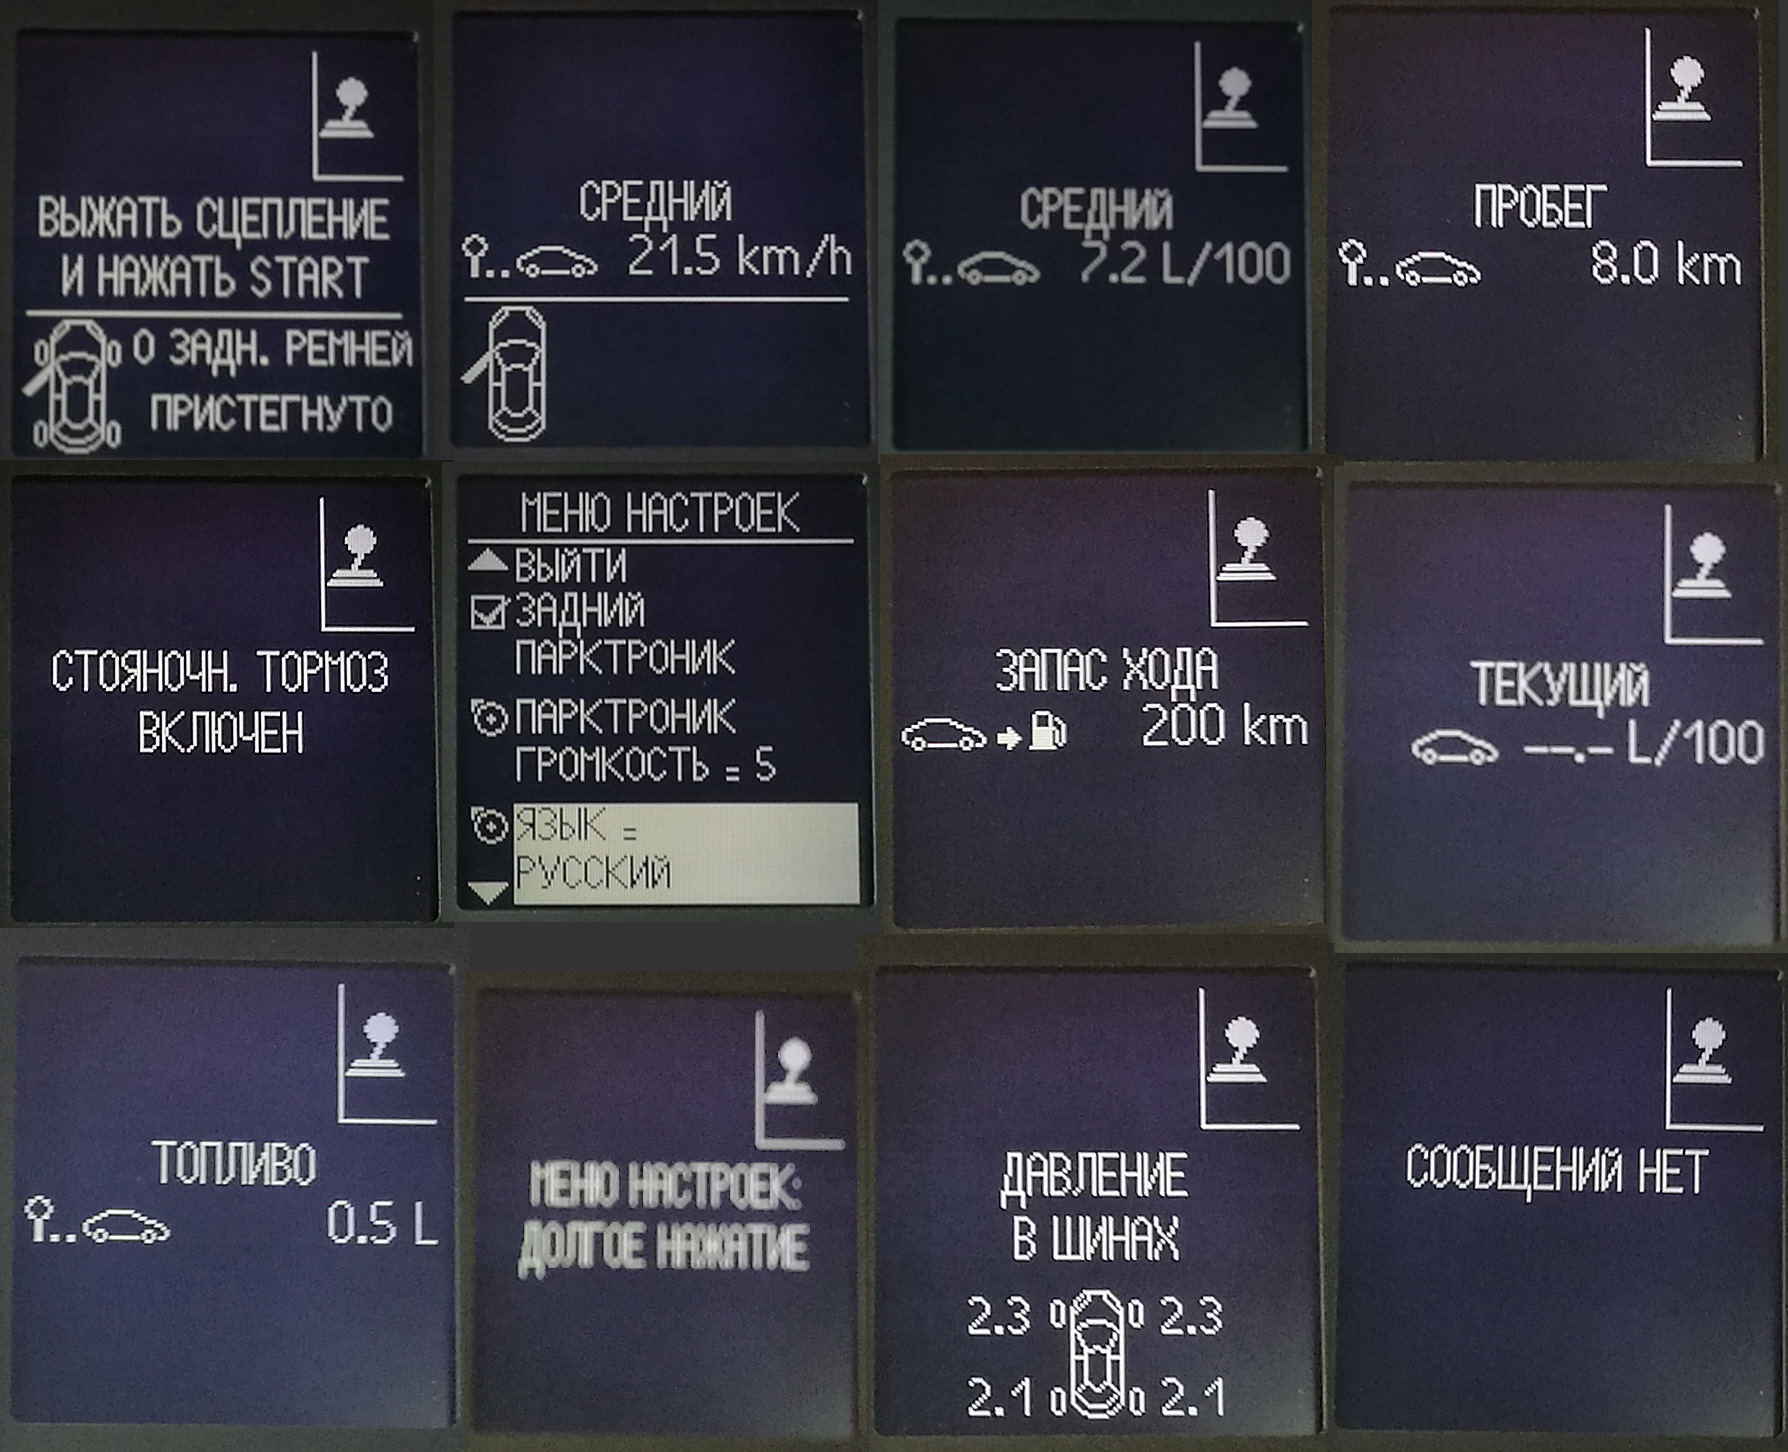 ВЫЖАТЬ СЦЕПЛЕНИЕ
И НАЖАТЬ START
0 ЗАДН. РЕМНЕЙ
ПРИСТЕГНУТО
СРЕДНИЙ
21.5 km/h
СРЕДНИЙ
7.2 L/100
ПРОБЕГ
8.0 km
СТОЯНОЧН. ТОРМОЗ
ВКЛЮЧЕН
МЕНЮ НАСТРОЕК
ВЫЙТИ
ЗАДНИЙ
ПАРКТРОНИК
ПАРКТРОНИК
ГРОМКОСТЬ = 5
ЯЗЫК =
РУССКИЙ
ЗАПАС ХОДА
200 km
ТЕКУЩИЙ
--.- L/100
ТОПЛИВО
0.5 L
МЕНЮ НАСТРОЕК:
ДОЛГОЕ НАЖАТИЕ
ДАВЛЕНИЕ
В ШИНАХ
2.3 2.3
2.1 2.1
СООБЩЕНИЙ НЕТ